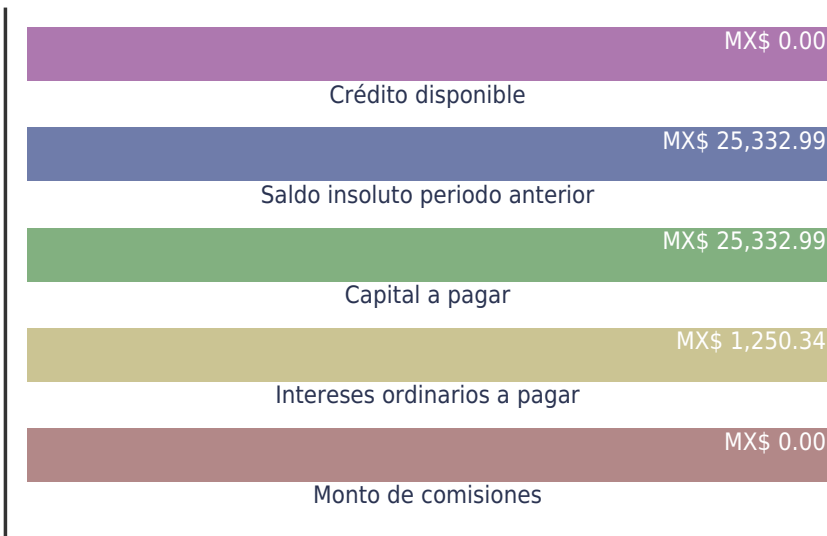 MX$ 0.00
Crédito disponible
MX$ 25,332.99
Saldo insoluto periodo anterior
MX$ 25,332.99
Capital a pagar
MX$ 1,250.34
Intereses ordinarios a pagar
MX$ 0.00
Monto de comisiones